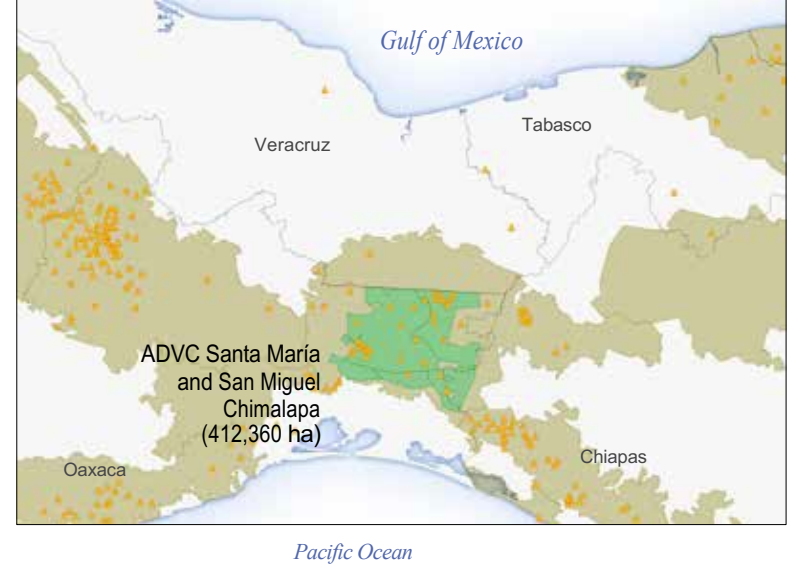 Gulf of Mexico
Tabasco
Veracruz
ADVC Santa María
and San Miguel
Chimalapa
(412,360 ha)
Chiapas
Oaxaca
Pacific Ocean